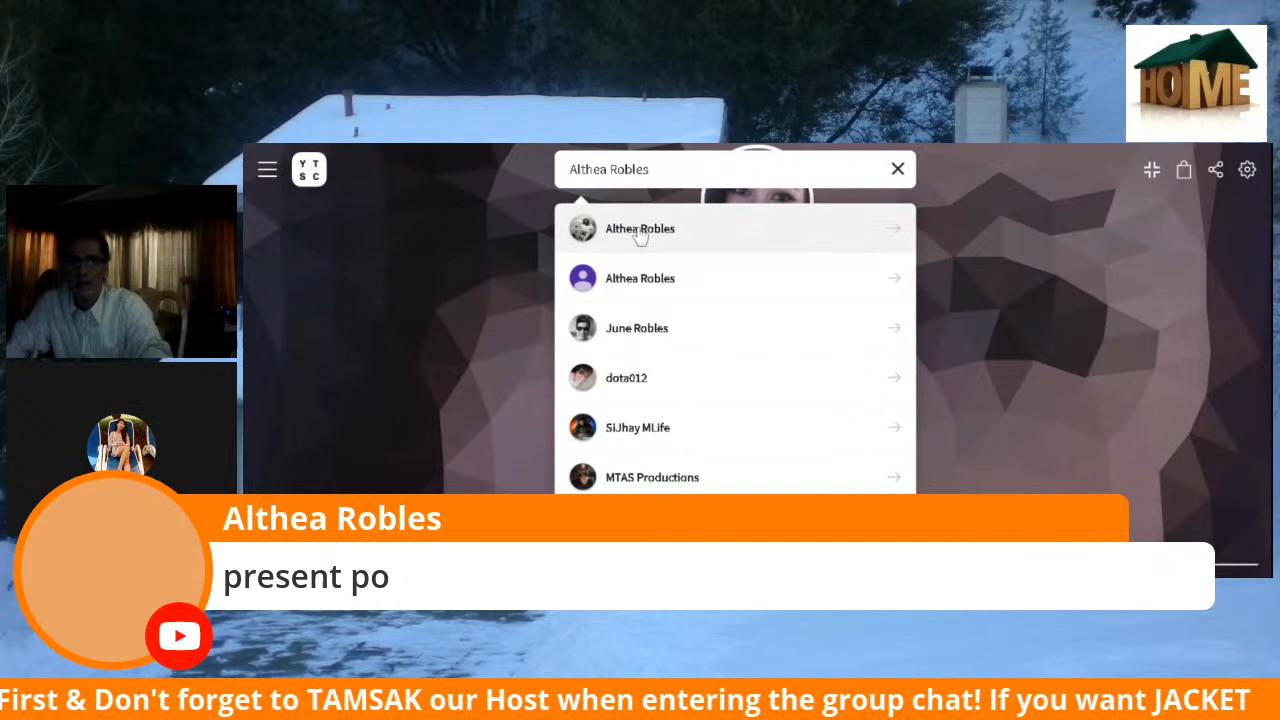 HOME
Y T
S C
Althea Robles
Althea Robles
Althea Robles
June Robles
dota012
SiJhay MLife
MTAS Productions
Althea Robles
present po
First & Don't forget to TAMSAK our Host when entering the group chat! If you want JACKET